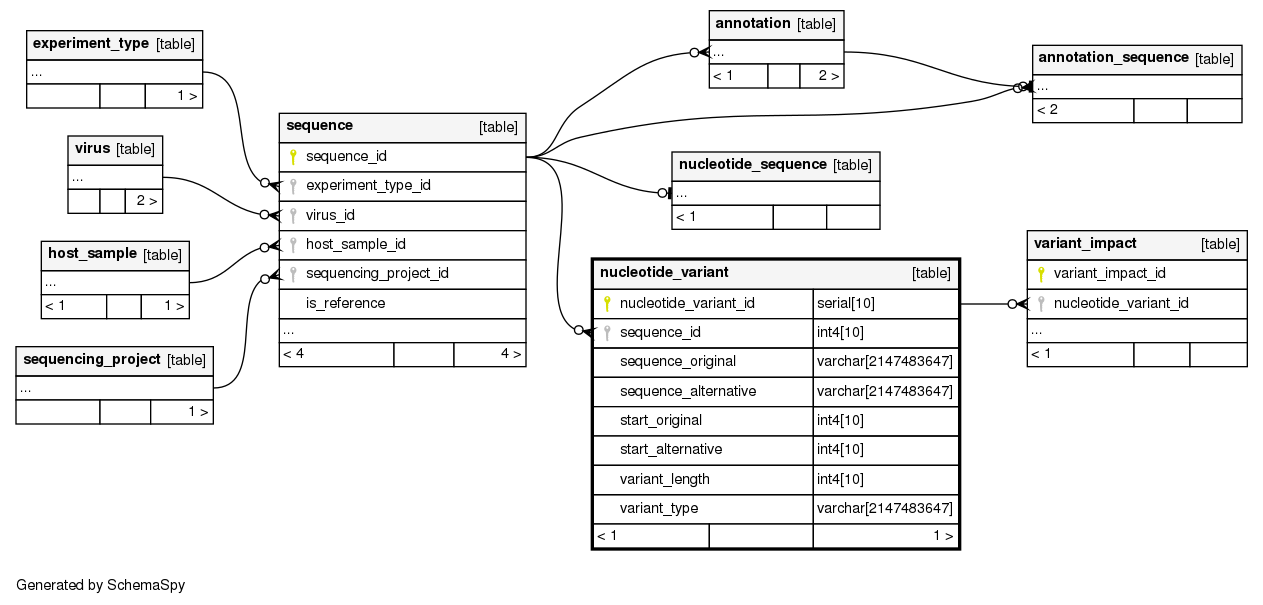 experiment_type [table]
...
1 >
virus [table]
...
2 >
host_sample [table]
...
< 1 1 >
sequencing_project [table]
...
1 >
sequence [table]
sequence_id
experiment_type_id
virus_id
host_sample_id
sequencing_project_id
is_reference
...
< 4 4 >
annotation [table]
...
< 1 2 >
annotation_sequence [table]
...
< 2
nucleotide_sequence [table]
...
< 1
nucleotide_variant [table]
nucleotide_variant_id serial[10]
sequence_id int4[10]
sequence_original varchar[2147483647]
sequence_alternative varchar[2147483647]
start_original int4[10]
start_alternative int4[10]
variant_length int4[10]
variant_type varchar[2147483647]
< 1 1 >
variant_impact [table]
variant_impact_id
nucleotide_variant_id
...
< 1
Generated by SchemaSpy